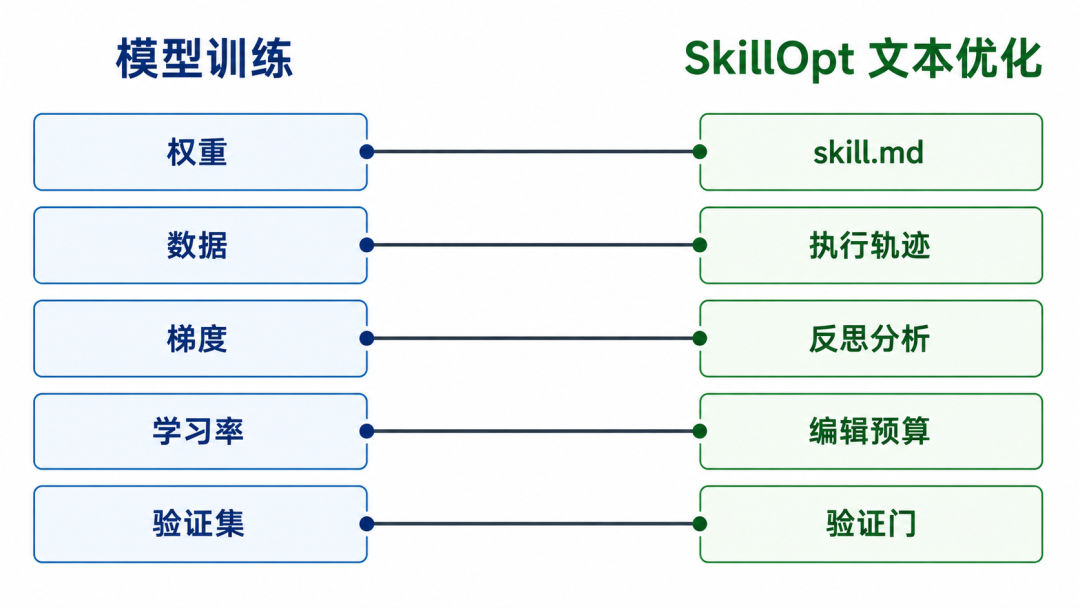 模型训练
SkillOpt 文本优化
权重
skill.md
数据
执行轨迹
梯度
反思分析
学习率
编辑预算
验证集
验证门